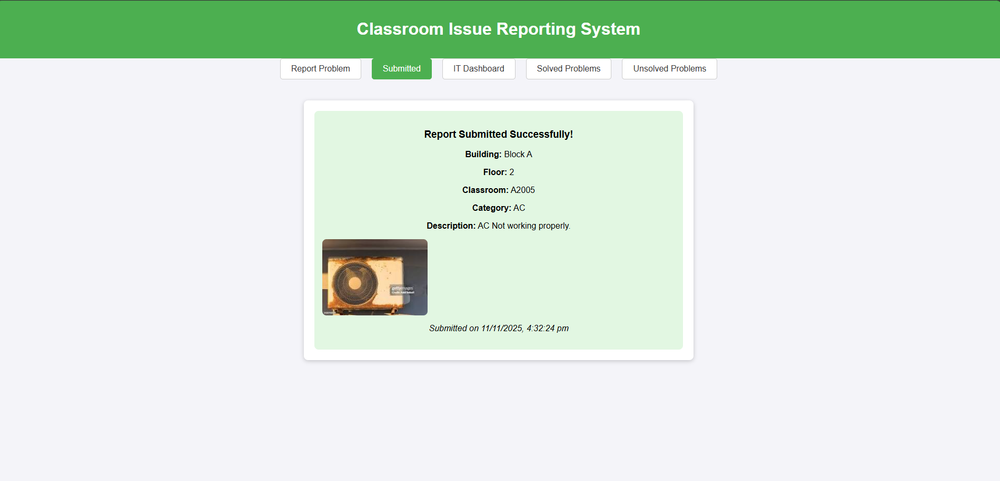 Classroom Issue Reporting System
Report Problem
Submitted
IT Dashboard
Solved Problems
Unsolved Problems
Report Submitted Successfully!
Building: Block A
Floor: 2
Classroom: A2005
Category: AC
Description: AC Not working properly.
gettyimages
Submitted on 11/11/2025, 4:32:24 pm